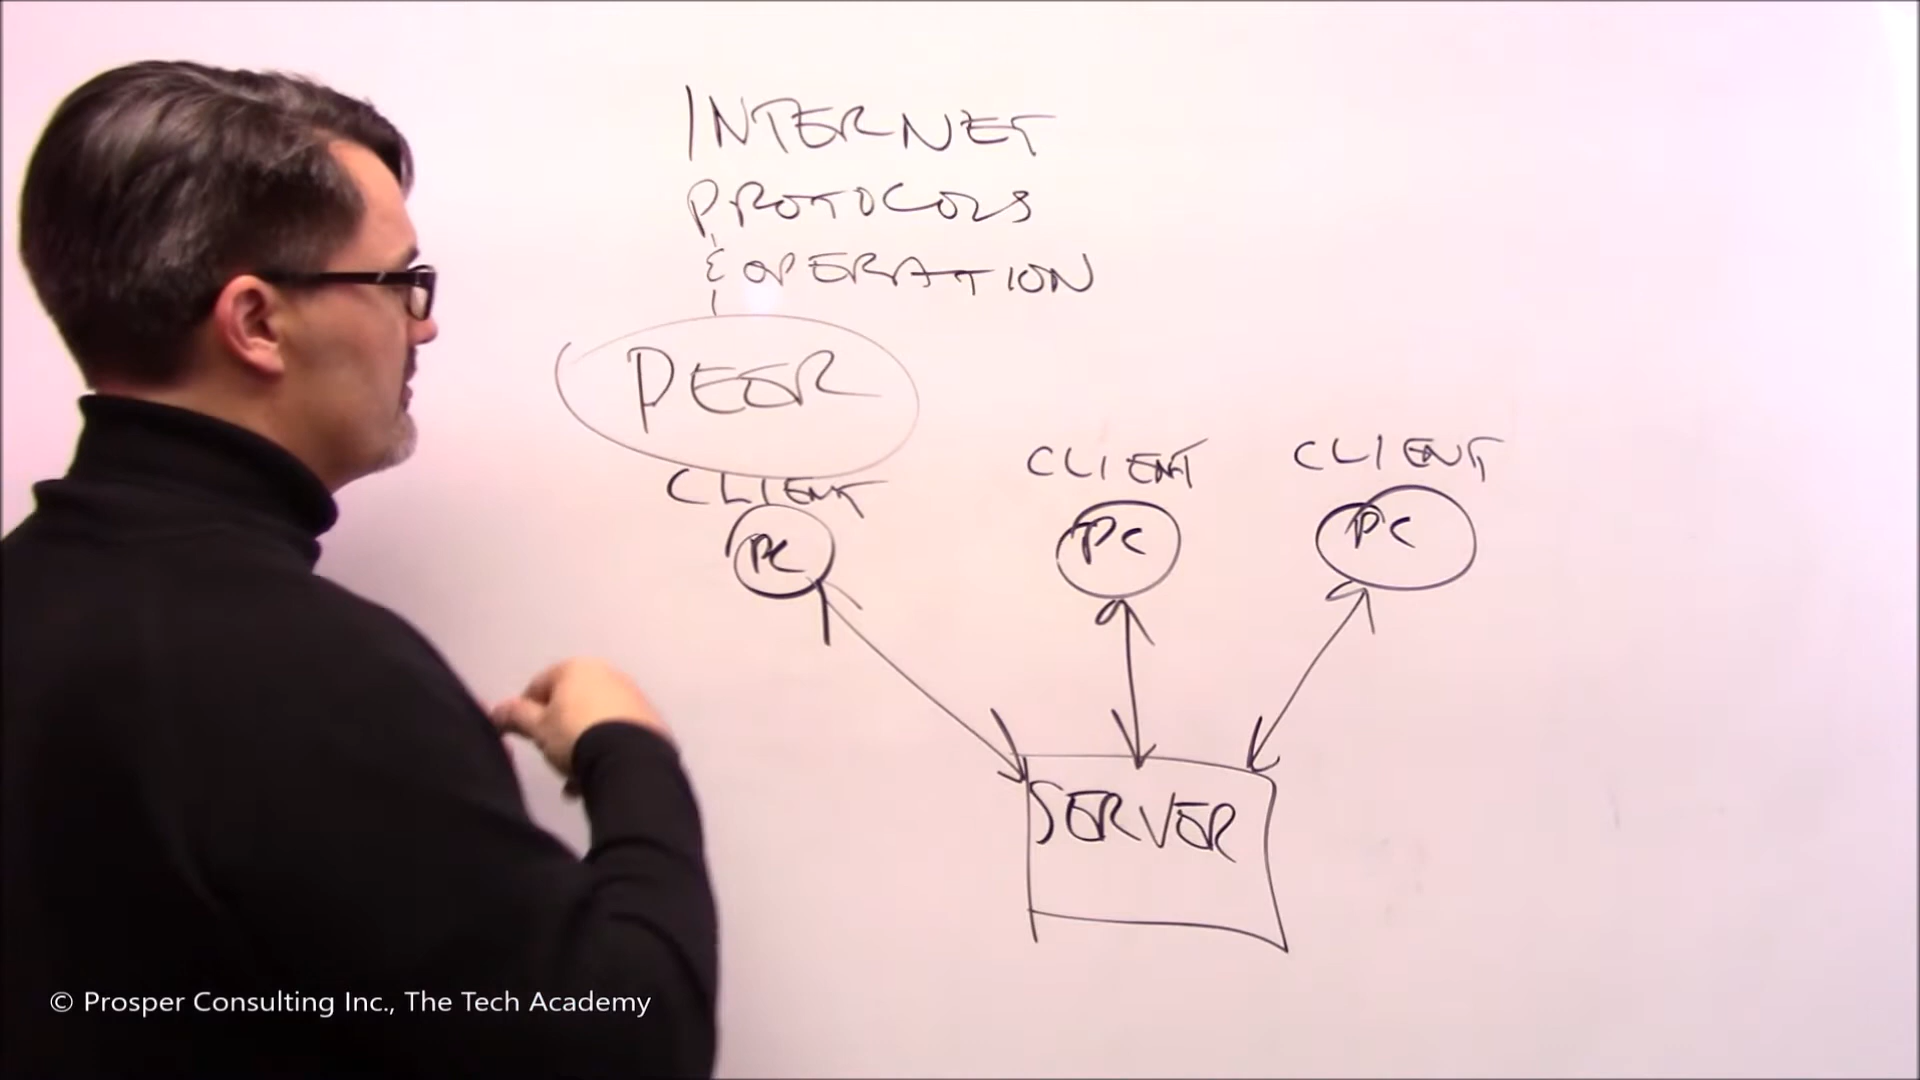 INTERNET
PROTOCOLS
& OPERATION
PEER
CLIENT
CLIENT
CLIENT
PC
PC
PC
SERVER
© Prosper Consulting Inc., The Tech Academy